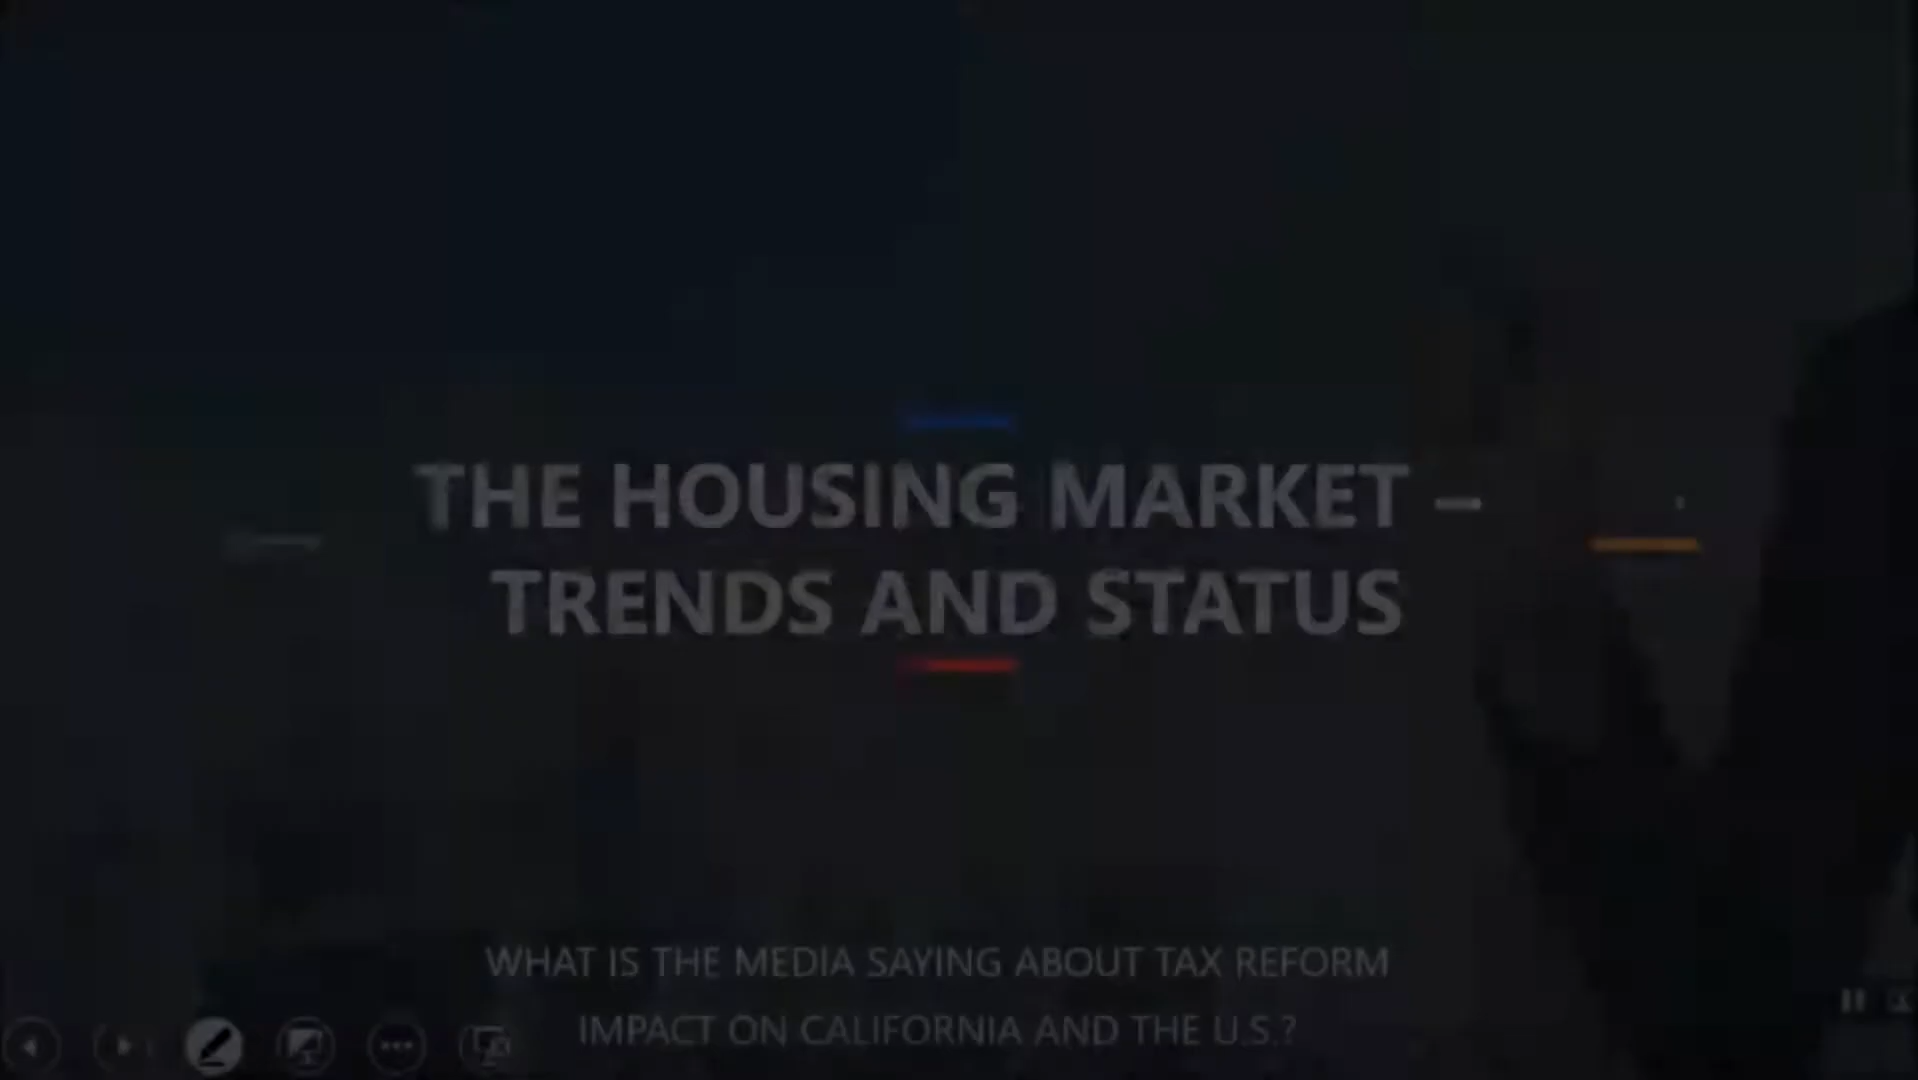 THE HOUSING MARKET –
TRENDS AND STATUS
WHAT IS THE MEDIA SAYING ABOUT TAX REFORM
IMPACT ON CALIFORNIA AND THE U.S.?